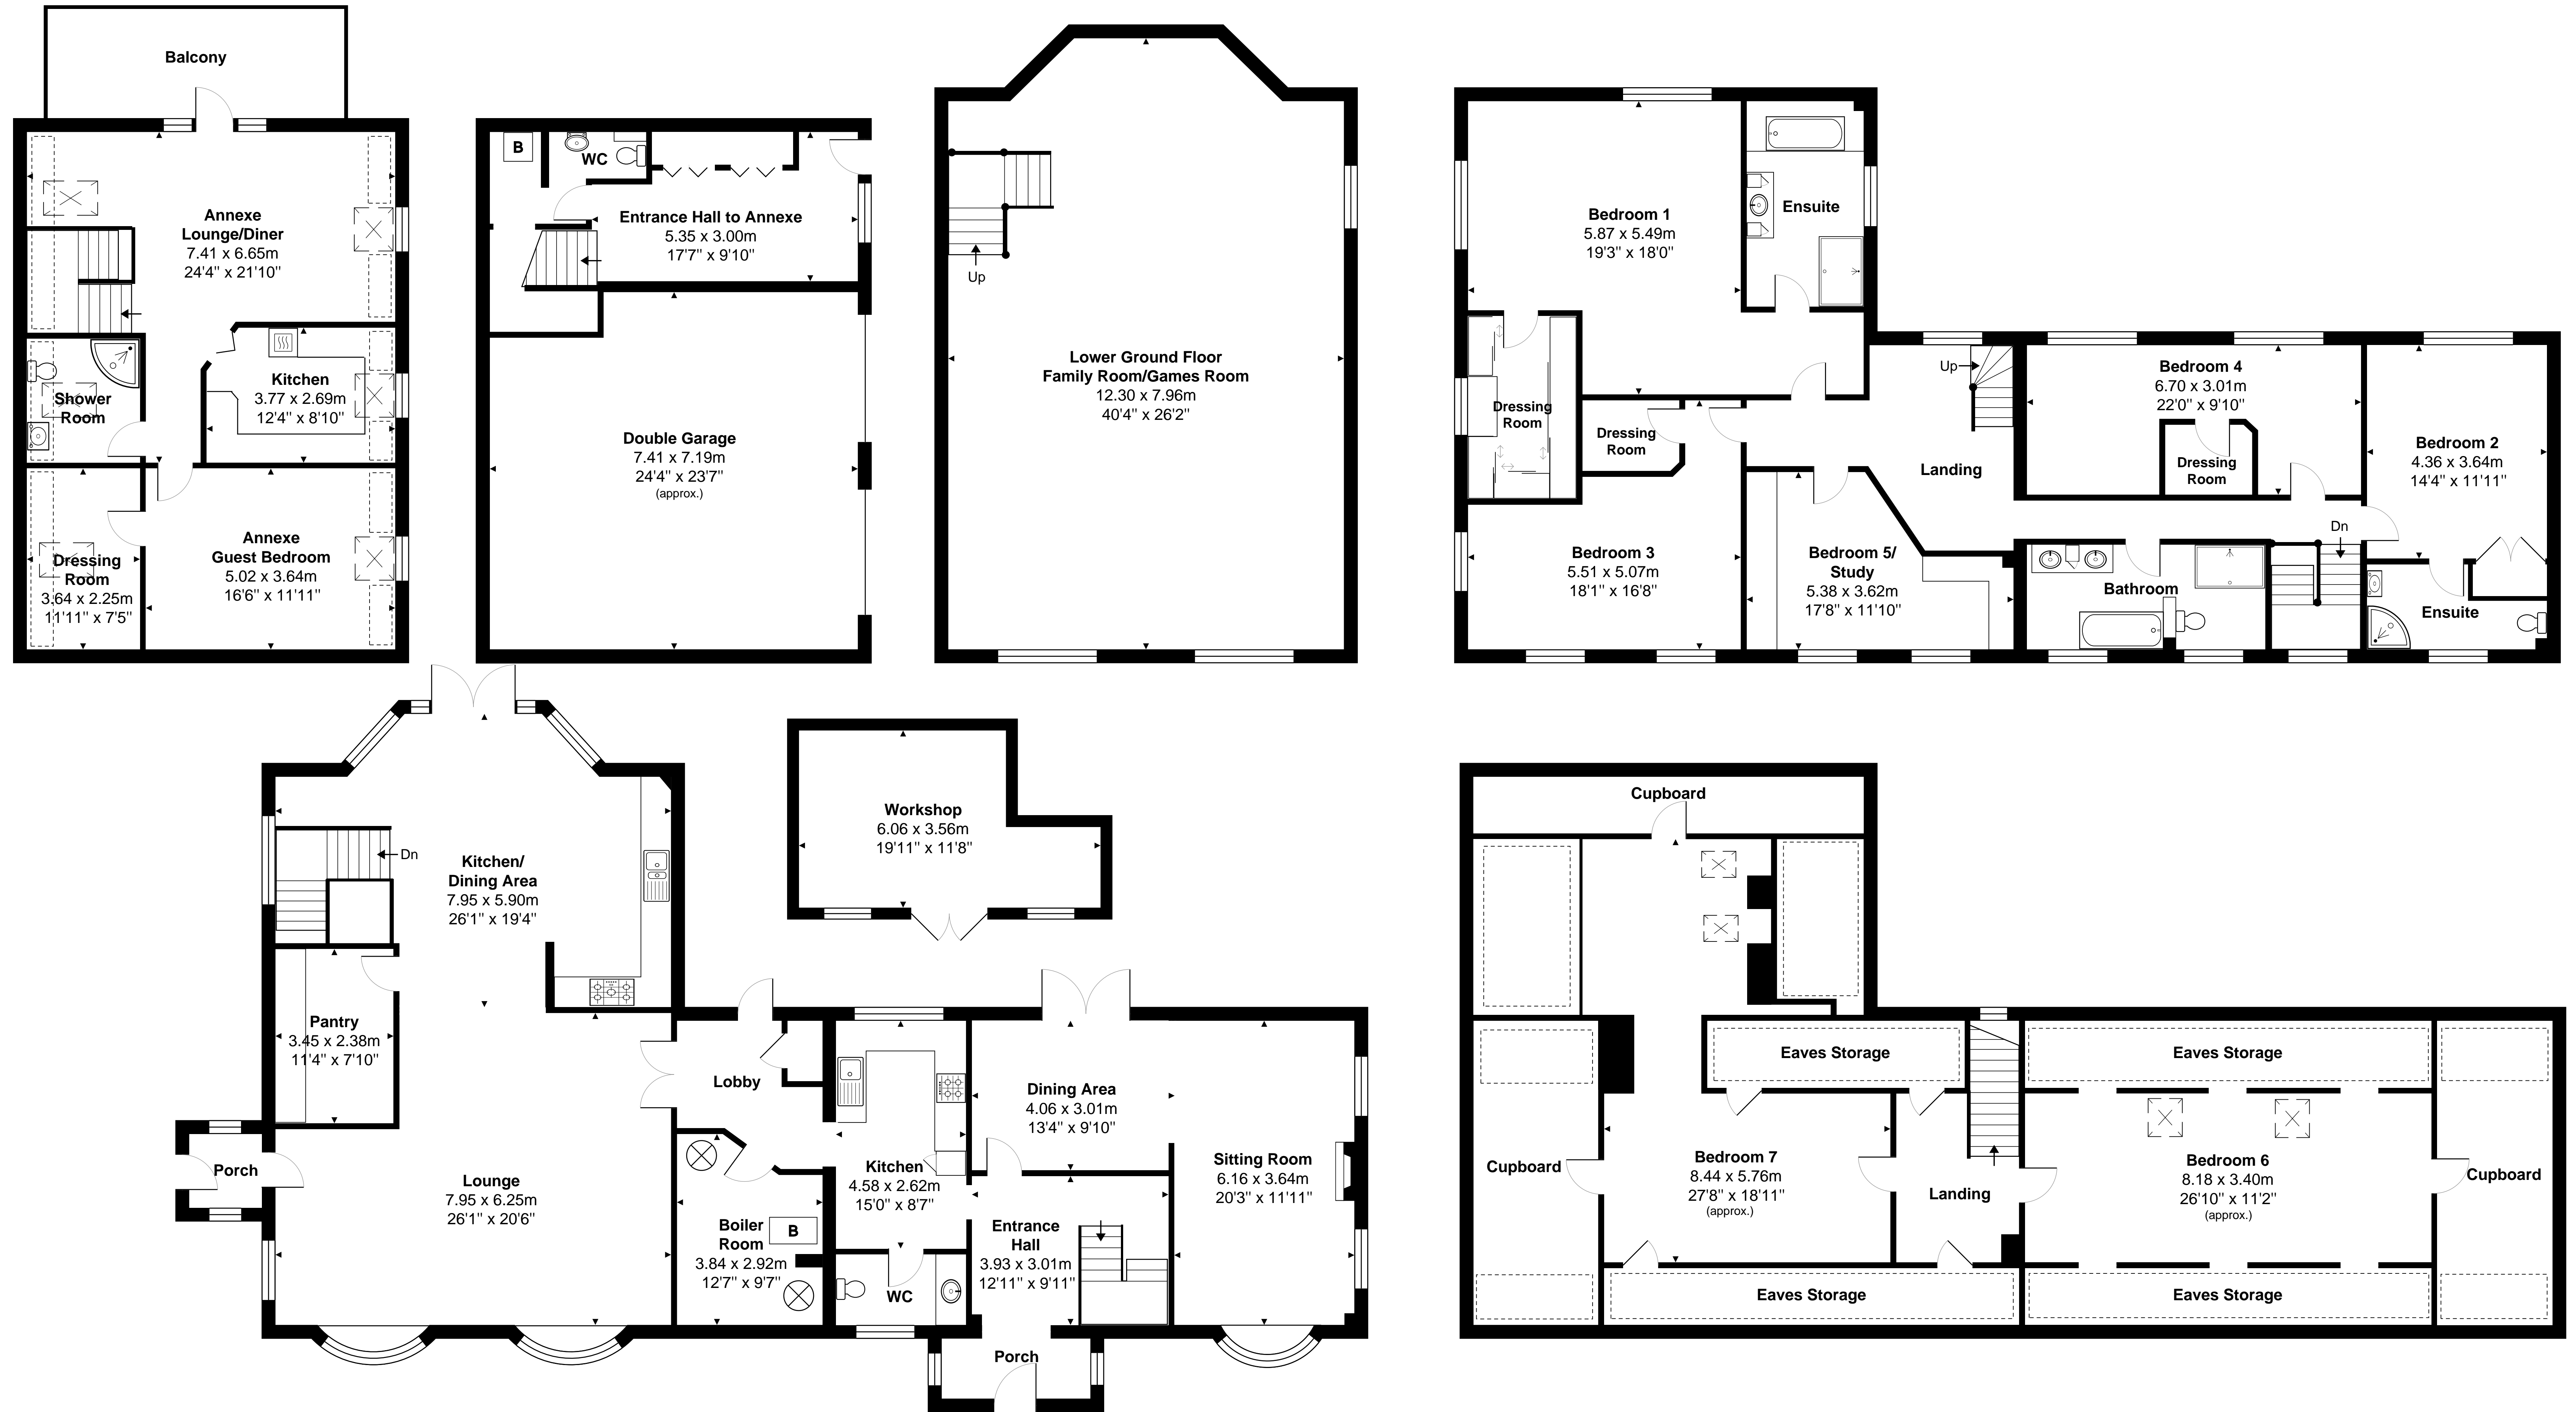 Balcony
Annexe
Lounge/Diner
7.41 x 6.65m
24'4" x 21'10"
Kitchen
3.77 x 2.69m
12'4" x 8'10"
Shower
Room
Dressing
Room
3.64 x 2.25m
11'11" x 7'5"
Annexe
Guest Bedroom
5.02 x 3.64m
16'6" x 11'11"
B
WC
Entrance Hall to Annexe
5.35 x 3.00m
17'7" x 9'10"
Double Garage
7.41 x 7.19m
24'4" x 23'7"
(approx.)
Up
Lower Ground Floor
Family Room/Games Room
12.30 x 7.96m
40'4" x 26'2"
Bedroom 1
5.87 x 5.49m
19'3" x 18'0"
Ensuite
Dressing
Room
Dressing
Room
Up
Landing
Bedroom 4
6.70 x 3.01m
22'0" x 9'10"
Dressing
Room
Bedroom 2
4.36 x 3.64m
14'4" x 11'11"
Bedroom 3
5.51 x 5.07m
18'1" x 16'8"
Bedroom 5/
Study
5.38 x 3.62m
17'8" x 11'10"
Bathroom
Dn
Ensuite
Kitchen/
Dining Area
7.95 x 5.90m
26'1" x 19'4"
Dn
Pantry
3.45 x 2.38m
11'4" x 7'10"
Porch
Lounge
7.95 x 6.25m
26'1" x 20'6"
Lobby
Boiler
Room
3.84 x 2.92m
12'7" x 9'7"
B
Kitchen
4.58 x 2.62m
15'0" x 8'7"
WC
Dining Area
4.06 x 3.01m
13'4" x 9'10"
Entrance
Hall
3.93 x 3.01m
12'11" x 9'11"
Sitting Room
6.16 x 3.64m
20'3" x 11'11"
Porch
Workshop
6.06 x 3.56m
19'11" x 11'8"
Cupboard
Eaves Storage
Eaves Storage
Cupboard
Bedroom 7
8.44 x 5.76m
27'8" x 18'11"
(approx.)
Landing
Bedroom 6
8.18 x 3.40m
26'10" x 11'2"
(approx.)
Cupboard
Eaves Storage
Eaves Storage